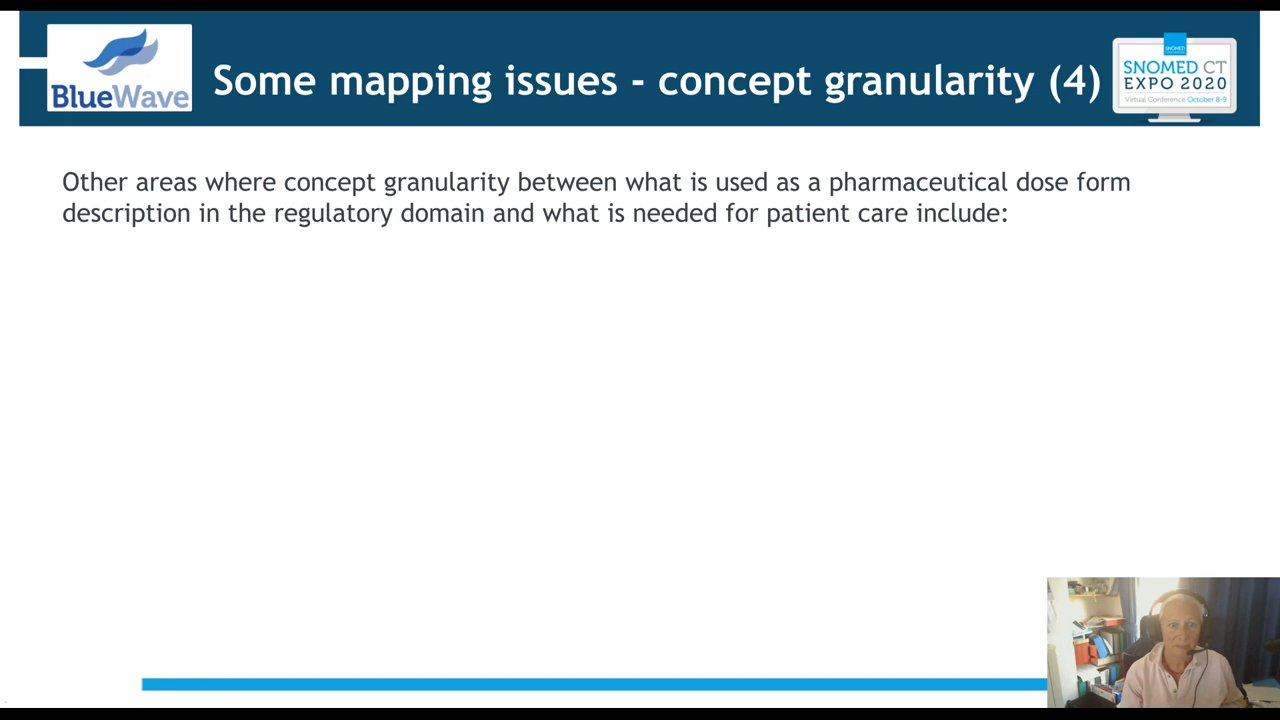 BlueWave
Some mapping issues - concept granularity (4)
SNOMED
SNOMED CT
EXPO 2020
Virtual Conference October 8-9
Other areas where concept granularity between what is used as a pharmaceutical dose form
description in the regulatory domain and what is needed for patient care include: